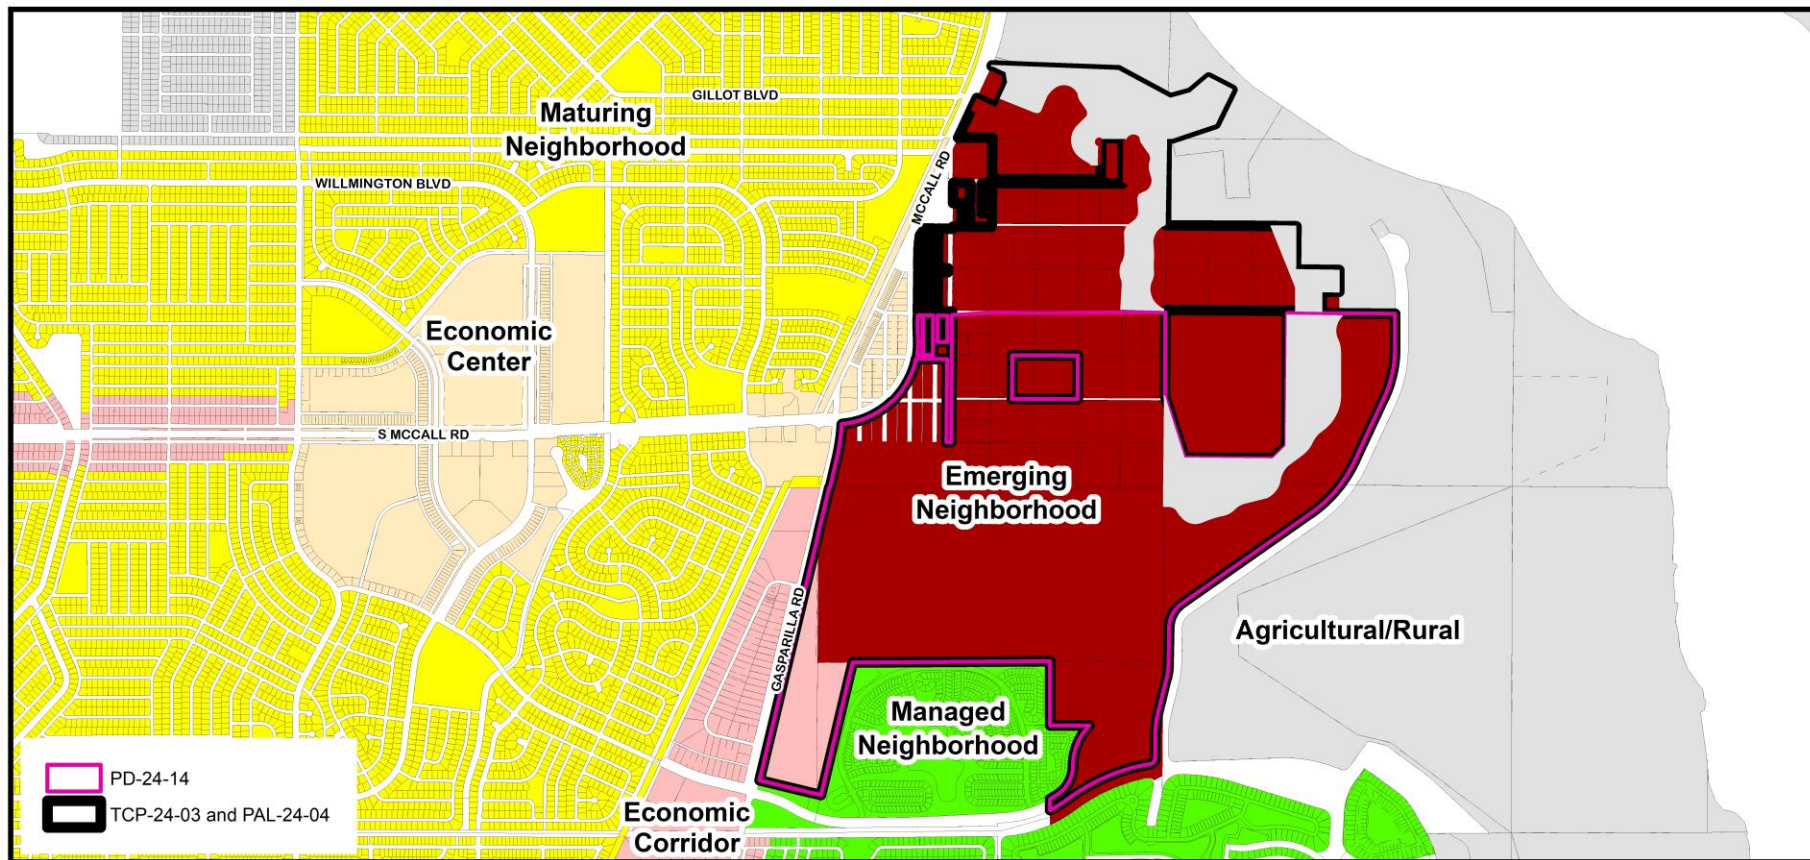 GILLOT BLVD
Maturing
Neighborhood
WILLMINGTON BLVD
MCCALL RD
Economic
Center
S MCCALL RD
Emerging
Neighborhood
GASPARILLA RD
Agricultural/Rural
Managed
Neighborhood
PD-24-14
TCP-24-03 and PAL-24-04
Economic
Corridor